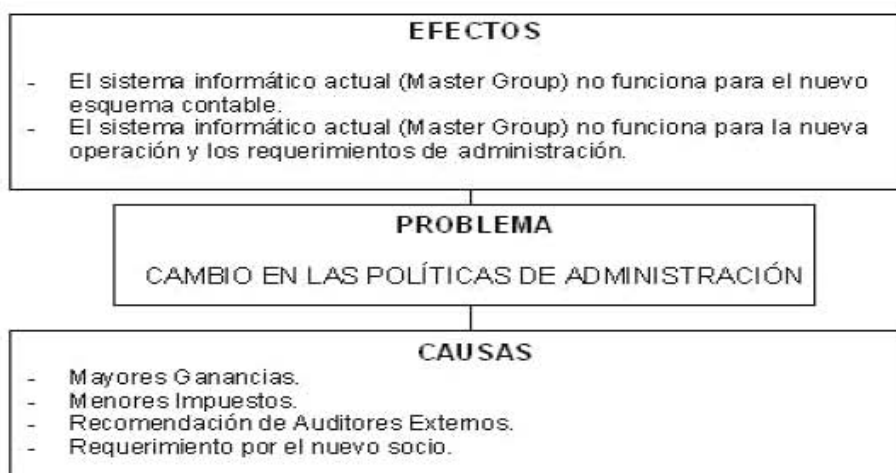 EFECTOS
- El sistema informático actual (Master Group) no funciona para el nuevo
esquema contable.
- El sistema informático actual (Master Group) no funciona para la nueva
operación y los requerimientos de administración.
PROBLEMA
CAMBIO EN LAS POLÍTICAS DE ADMINISTRACIÓN
CAUSAS
- Mayores Ganancias.
- Menores Impuestos.
- Recomendación de Auditores Externos.
- Requerimiento por el nuevo socio.